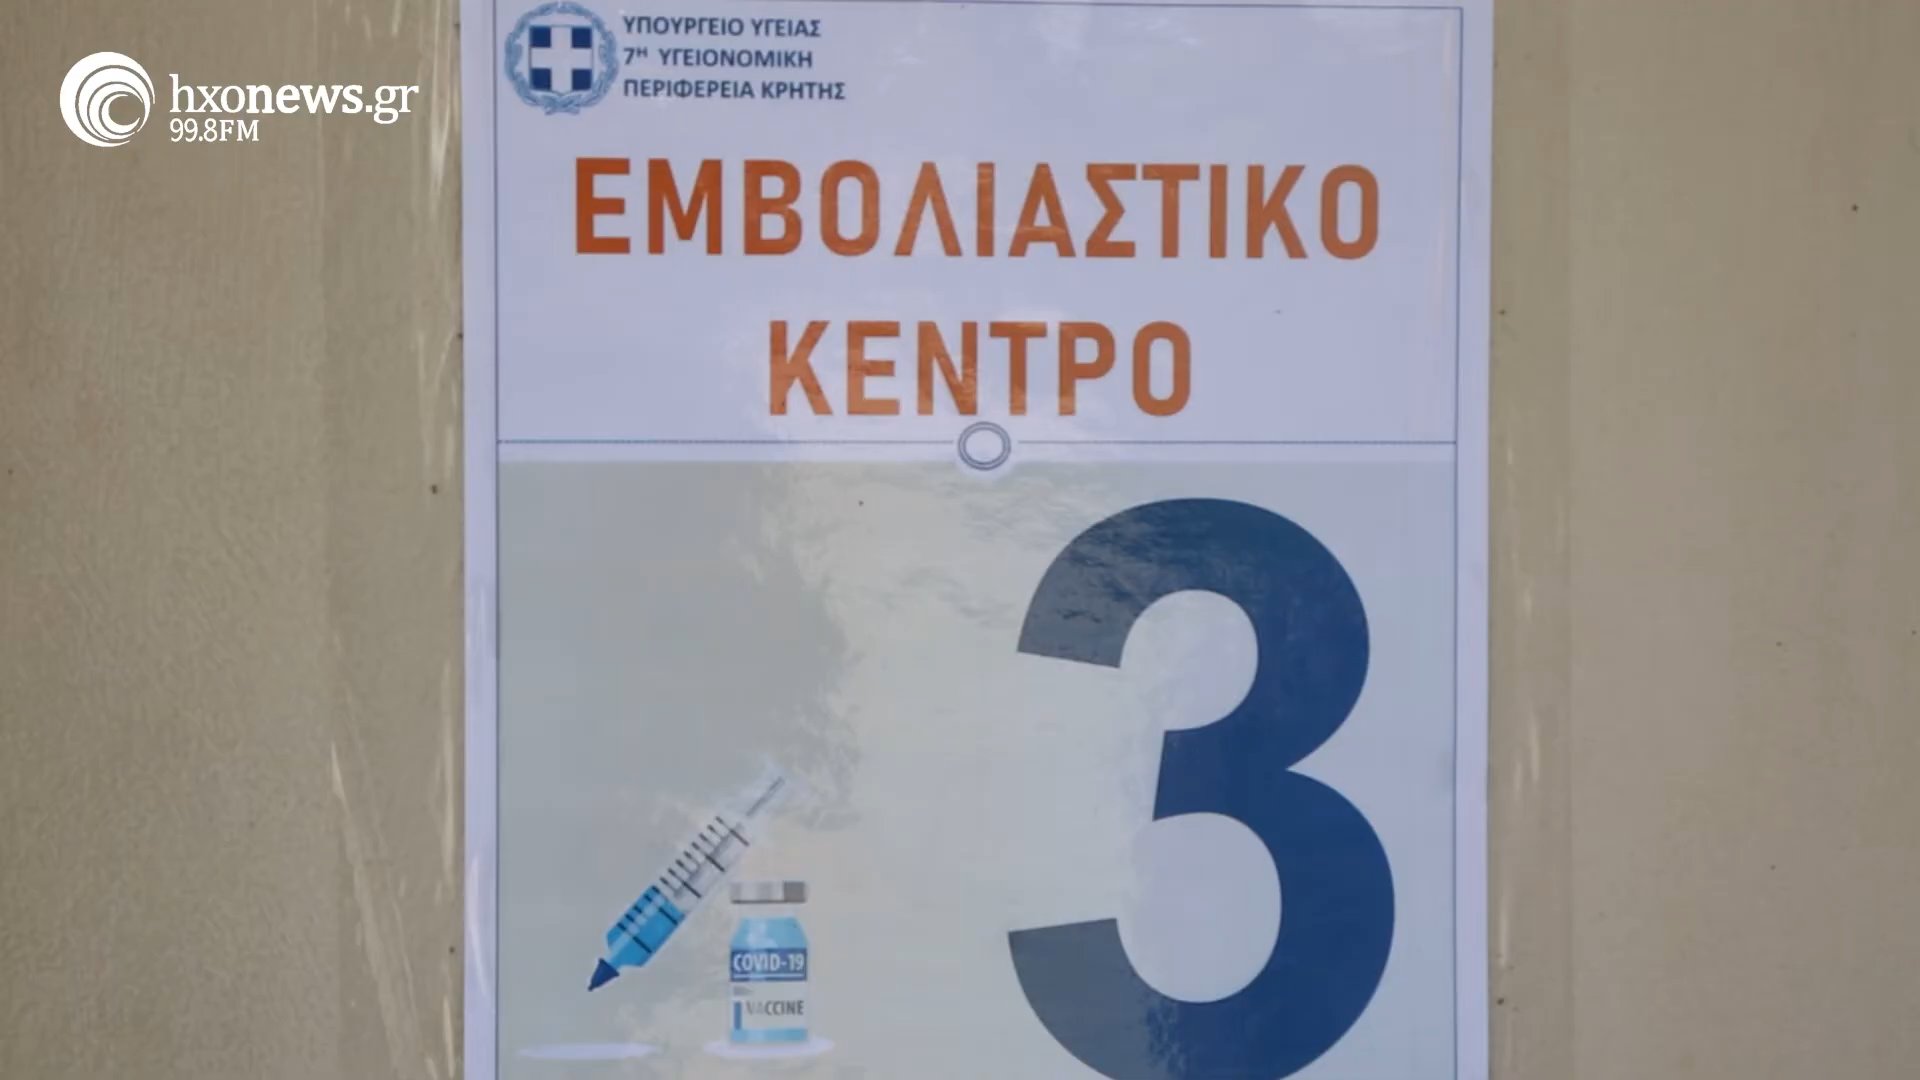 hxonews.gr
99.8FM
ΥΠΟΥΡΓΕΙΟ ΥΓΕΙΑΣ
7Η ΥΓΕΙΟΝΟΜΙΚΗ
ΠΕΡΙΦΕΡΕΙΑ ΚΡΗΤΗΣ
ΕΜΒΟΛΙΑΣΤΙΚΟ
ΚΕΝΤΡΟ
3
COVID-19
VACCINE